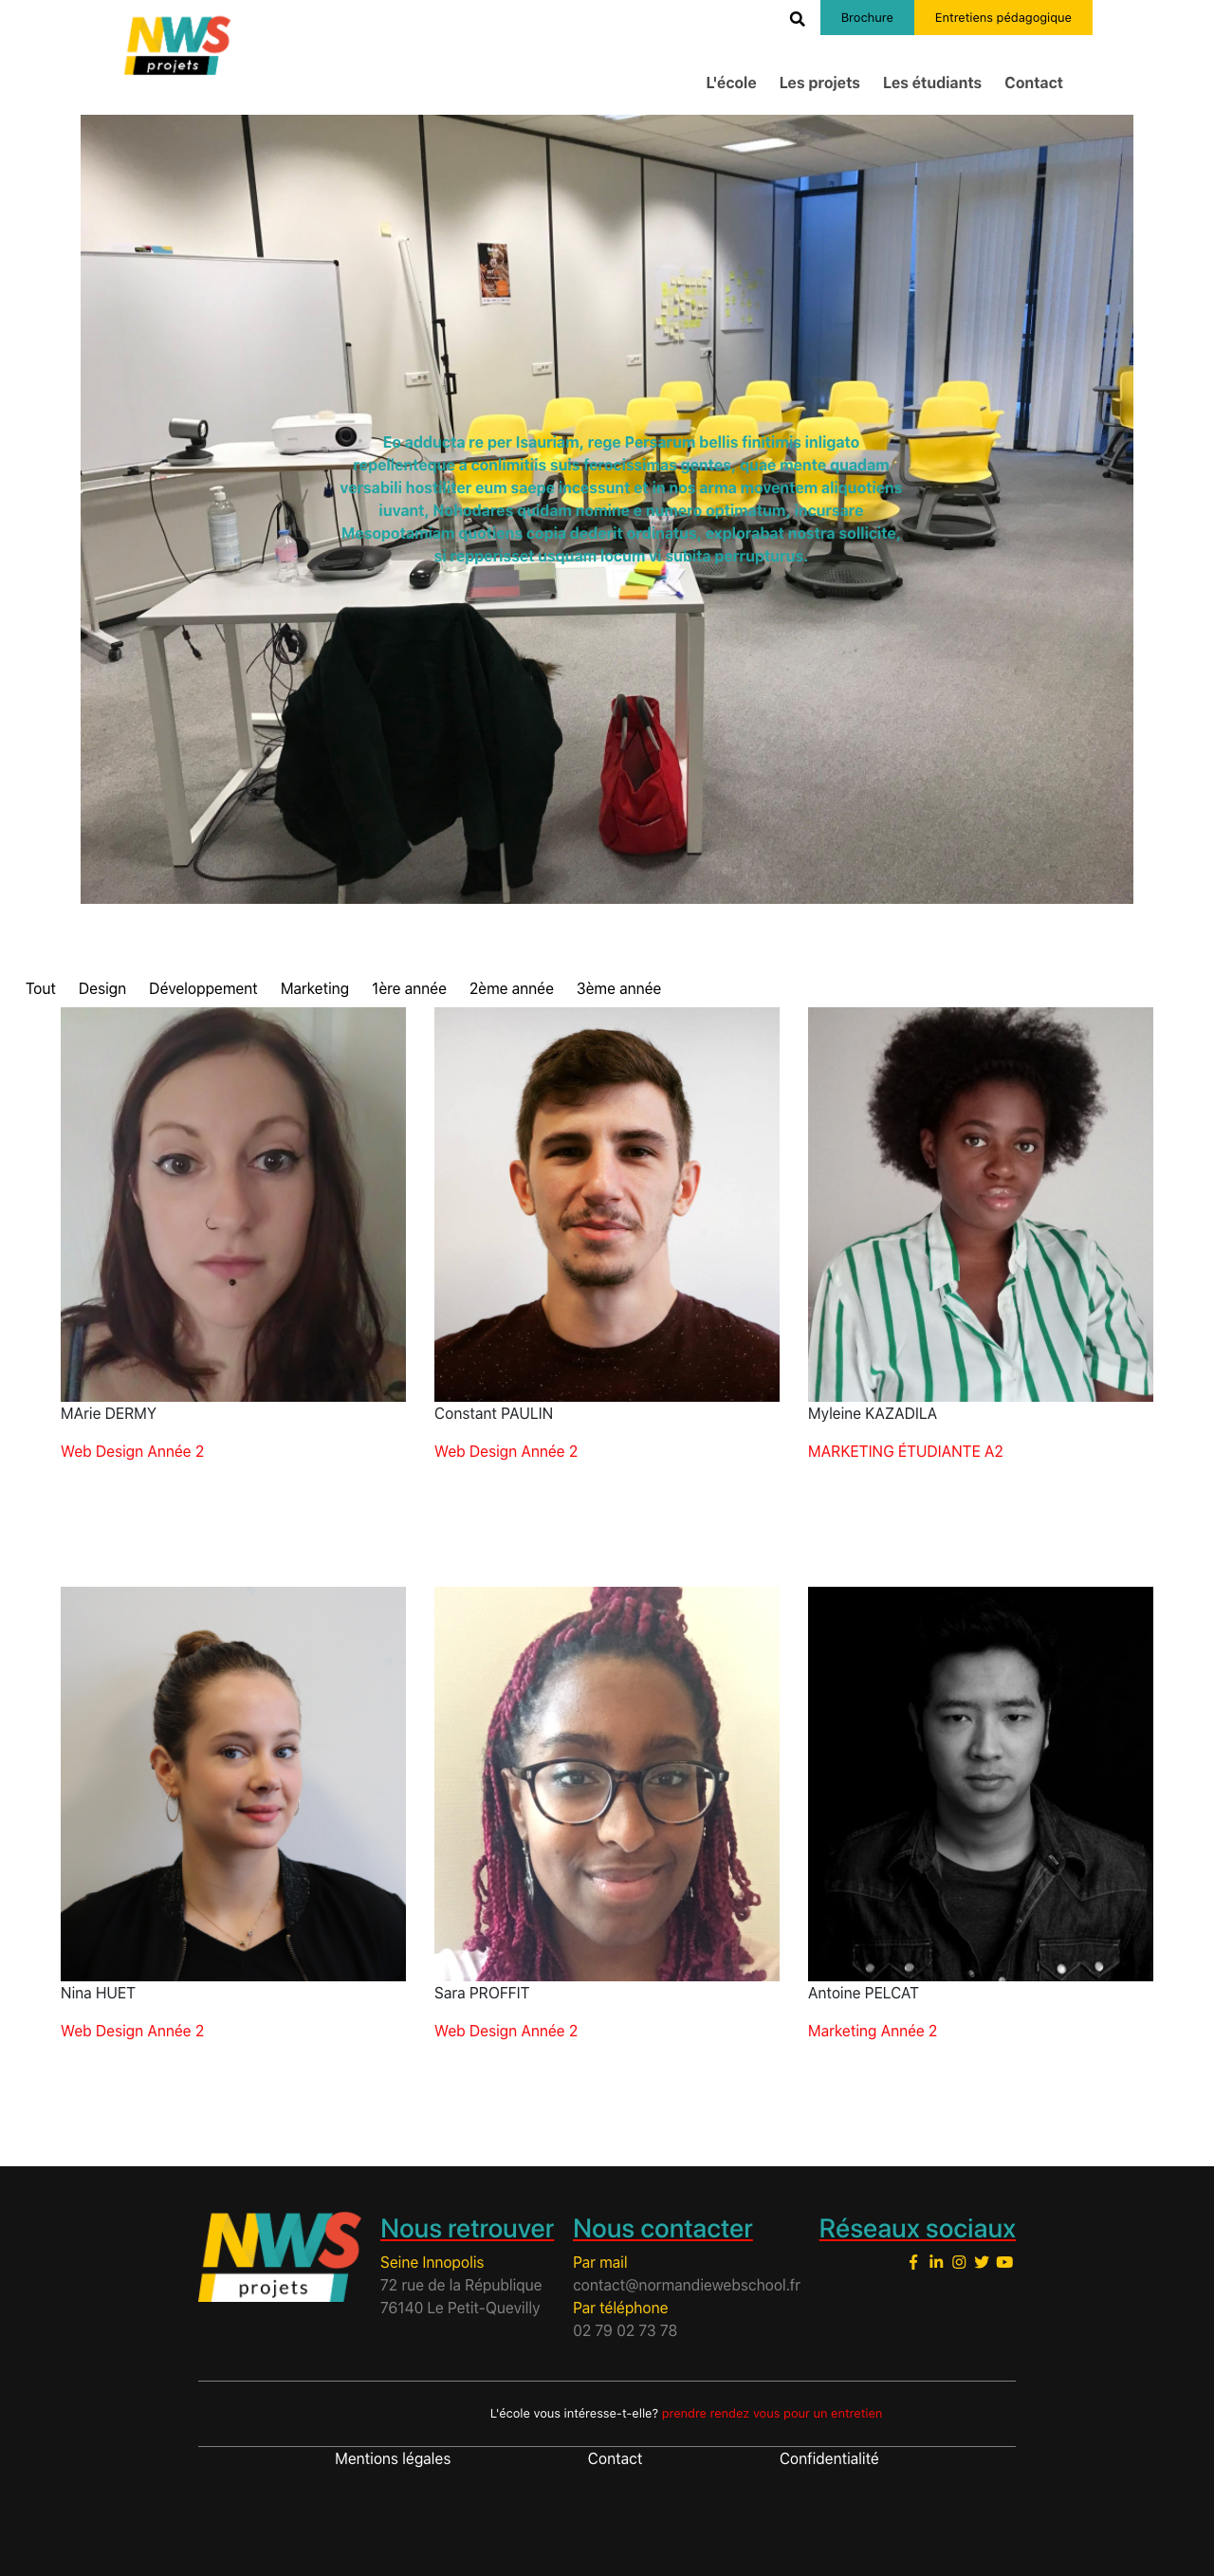 NWS
projets
Brochure
Entretiens pédagogique
L'école
Les projets
Les étudiants
Contact
Eo adducta re per Isauriam, rege Persarum bellis finitimis inligato
repellenteque a conlimitiis suis ferocissimas gentes, quae mente quadam
versabili hostiliter eum saepe incessunt et in nos arma moventem aliquotiens
iuvant, Nohodares quidam nomine e numero optimatum, incursare
Mesopotamiam quotiens copia dederit ordinatus, explorabat nostra sollicite,
si repperisset usquam locum vi subita perrupturus.
Tout
Design
Développement
Marketing
1ère année
2ème année
3ème année
MArie DERMY
Web Design Année 2
Constant PAULIN
Web Design Année 2
Myleine KAZADILA
MARKETING ÉTUDIANTE A2
Nina HUET
Web Design Année 2
Sara PROFFIT
Web Design Année 2
Antoine PELCAT
Marketing Année 2
NWS
projets
Nous retrouver
Seine Innopolis
72 rue de la République
76140 Le Petit-Quevilly
Nous contacter
Par mail
contact@normandiewebschool.fr
Par téléphone
02 79 02 73 78
Réseaux sociaux
L'école vous intéresse-t-elle? prendre rendez vous pour un entretien
Mentions légales
Contact
Confidentialité